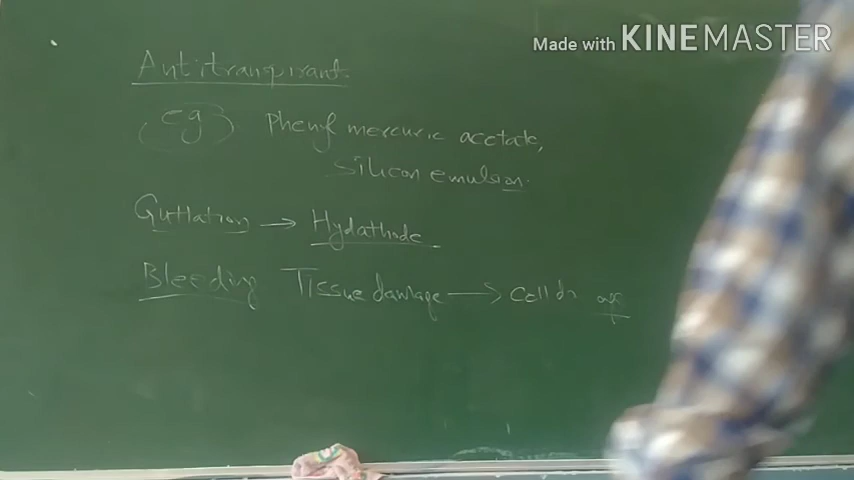 Made with KINEMASTER
Antitranspirant
(eg) Phenyl mercuric acetate,
silicon emulsion.
Guttation → Hydathode
Bleeding Tissue damage → Cell